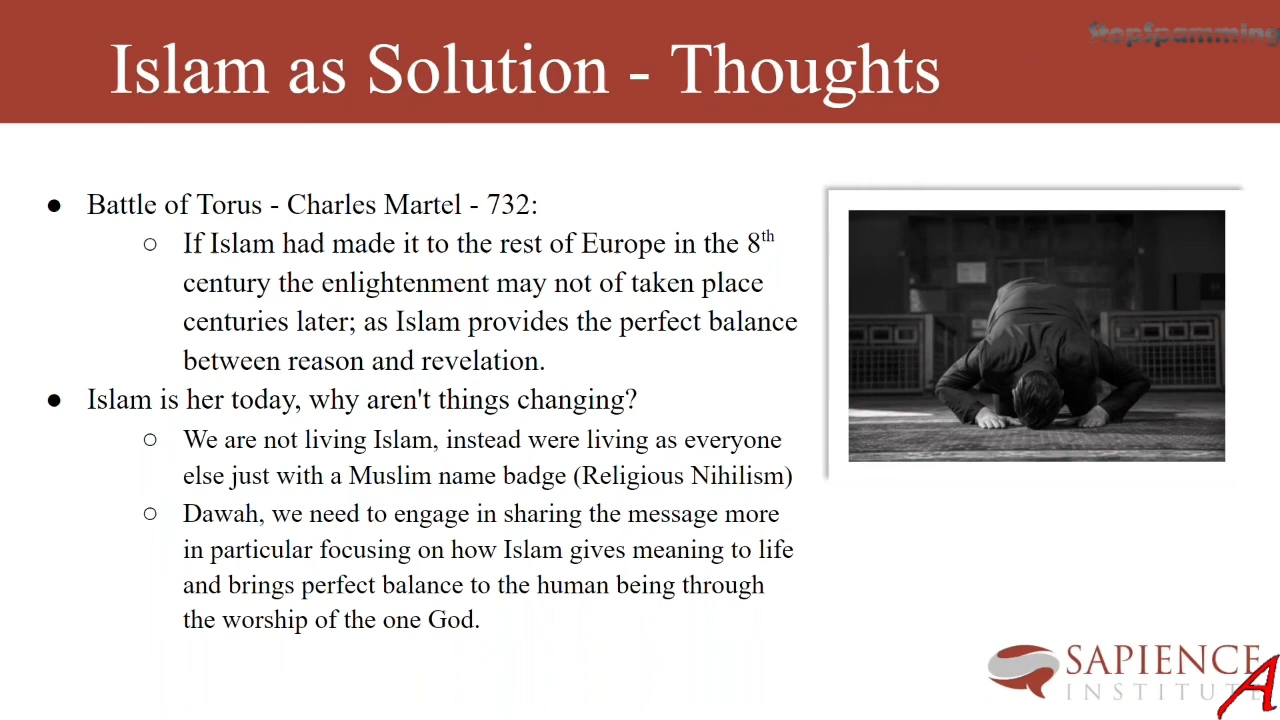 StopSpamming
Islam as Solution - Thoughts
● Battle of Torus - Charles Martel - 732:
○ If Islam had made it to the rest of Europe in the 8th
century the enlightenment may not of taken place
centuries later; as Islam provides the perfect balance
between reason and revelation.
● Islam is her today, why aren't things changing?
○ We are not living Islam, instead were living as everyone
else just with a Muslim name badge (Religious Nihilism)
○ Dawah, we need to engage in sharing the message more
in particular focusing on how Islam gives meaning to life
and brings perfect balance to the human being through
the worship of the one God.
SAPIENCE
INSTITUTE
A